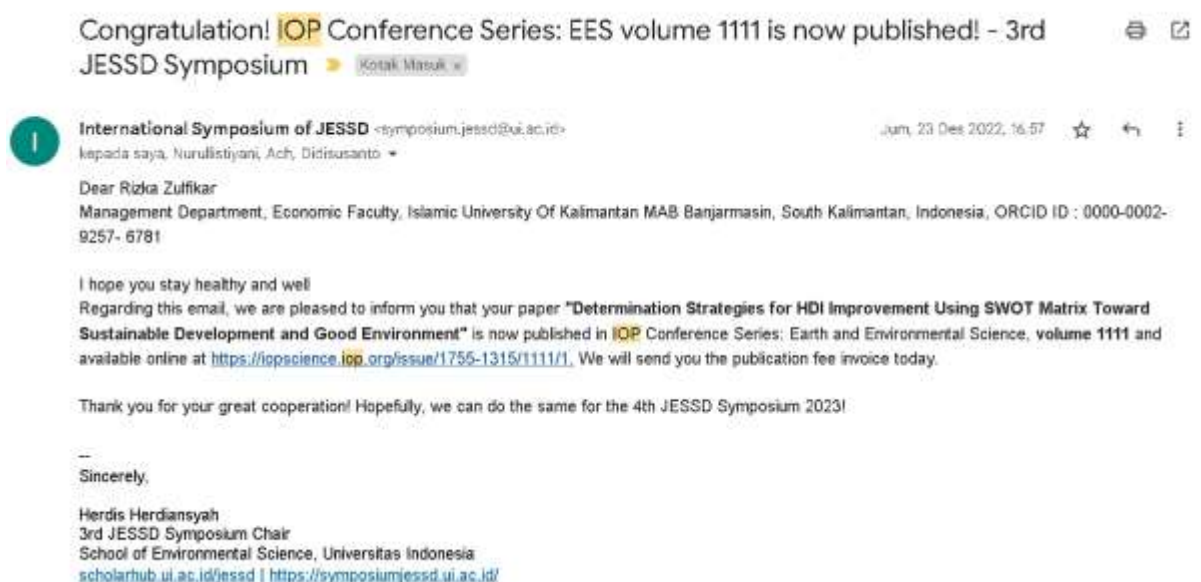 Congratulation! IOP Conference Series: EES volume 1111 is now published! - 3rd
JESSD Symposium Kotak Masuk ×
I
International Symposium of JESSD <symposium.jessd@ui.ac.id>
Jum, 23 Des 2022, 16.57
kepada saya, Nurullistiyani, Ach, Didisusanto
Dear Rizka Zulfikar
Management Department, Economic Faculty, Islamic University Of Kalimantan MAB Banjarmasin, South Kalimantan, Indonesia, ORCID ID : 0000-0002-
9257- 6781
I hope you stay healthy and well
Regarding this email, we are pleased to inform you that your paper "Determination Strategies for HDI Improvement Using SWOT Matrix Toward
Sustainable Development and Good Environment" is now published in IOP Conference Series: Earth and Environmental Science, volume 1111 and
available online at https://iopscience.iop.org/issue/1755-1315/1111/1. We will send you the publication fee invoice today.
Thank you for your great cooperation! Hopefully, we can do the same for the 4th JESSD Symposium 2023!
--
Sincerely,
Herdis Herdiansyah
3rd JESSD Symposium Chair
School of Environmental Science, Universitas Indonesia
scholarhub.ui.ac.id/jessd | https://symposiumjessd.ui.ac.id/